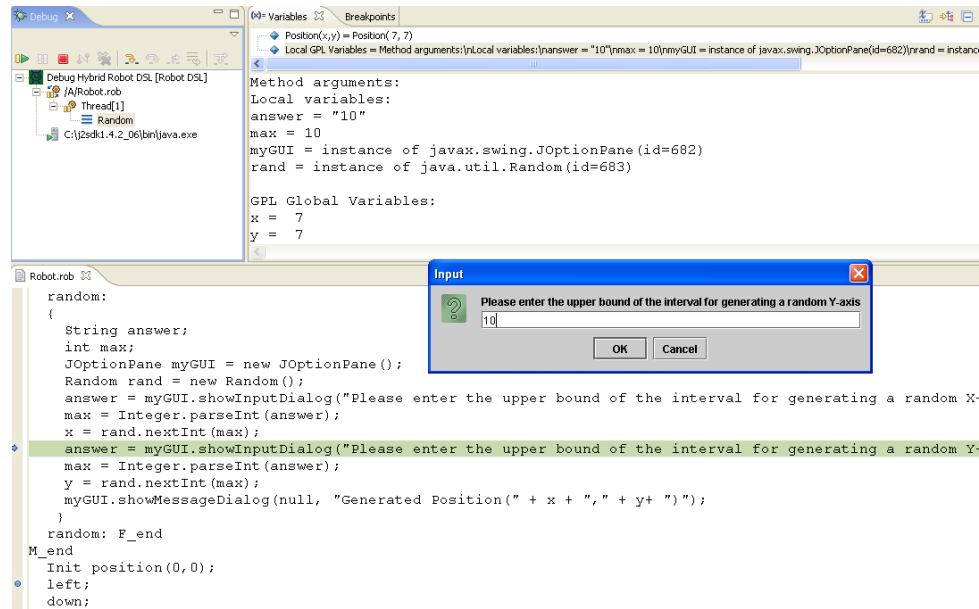 Debug
Debug Hybrid Robot DSL [Robot DSL]
/A/Robot.rob
Thread[1]
Random
C:\j2sdk1.4.2_06\bin\java.exe
(x)= Variables
Breakpoints
Position(x,y) = Position( 7, 7)
Local GPL Variables = Method arguments:\nLocal variables:\nanswer = "10"\nmax = 10\nmyGUI = instance of javax.swing.JOptionPane(id=682)\nrand = instance
Method arguments:
Local variables:
answer = "10"
max = 10
myGUI = instance of javax.swing.JOptionPane(id=682)
rand = instance of java.util.Random(id=683)
GPL Global Variables:
x =  7
y =  7
Robot.rob
random:
{
String answer;
int max;
JOptionPane myGUI = new JOptionPane();
Random rand = new Random();
answer = myGUI.showInputDialog("Please enter the upper bound of the interval for generating a random X-
max = Integer.parseInt(answer);
x = rand.nextInt(max);
answer = myGUI.showInputDialog("Please enter the upper bound of the interval for generating a random Y-
max = Integer.parseInt(answer);
y = rand.nextInt(max);
myGUI.showMessageDialog(null, "Generated Position(" + x + "," + y+ ")");
}
random: F_end
M_end
Init position(0,0);
left;
down;
Input
Please enter the upper bound of the interval for generating a random Y-axis
10
OK
Cancel